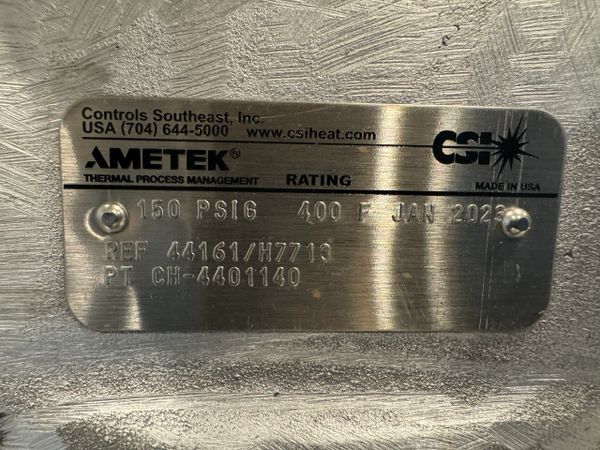 Controls Southeast, Inc.
USA (704) 644-5000 www.csiheat.com
AMETEK® CSI
THERMAL PROCESS MANAGEMENT RATING MADE IN USA
150 PSIG 400 F JAN 2023
REF 44161/H7713
PT CH-4401140